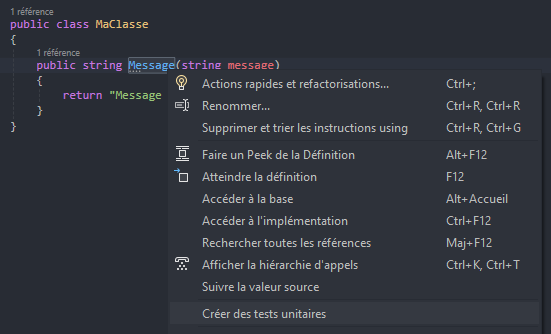 1 référence
public class MaClasse
{
1 référence
public string Message(string message)
{
return "Message
}
}
Actions rapides et refactorisations... Ctrl+;
Renommer... Ctrl+R, Ctrl+R
Supprimer et trier les instructions using Ctrl+R, Ctrl+G
Faire un Peek de la Définition Alt+F12
Atteindre la définition F12
Accéder à la base Alt+Accueil
Accéder à l'implémentation Ctrl+F12
Rechercher toutes les références Maj+F12
Afficher la hiérarchie d'appels Ctrl+K, Ctrl+T
Suivre la valeur source
Créer des tests unitaires